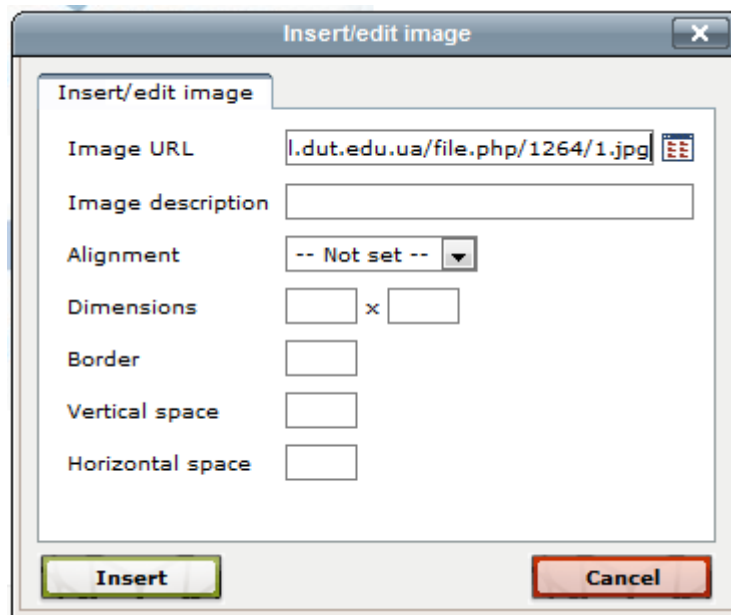 Insert/edit image
Insert/edit image
Image URL l.dut.edu.ua/file.php/1264/1.jpg
Image description
Alignment -- Not set --
Dimensions x
Border
Vertical space
Horizontal space
Insert Cancel